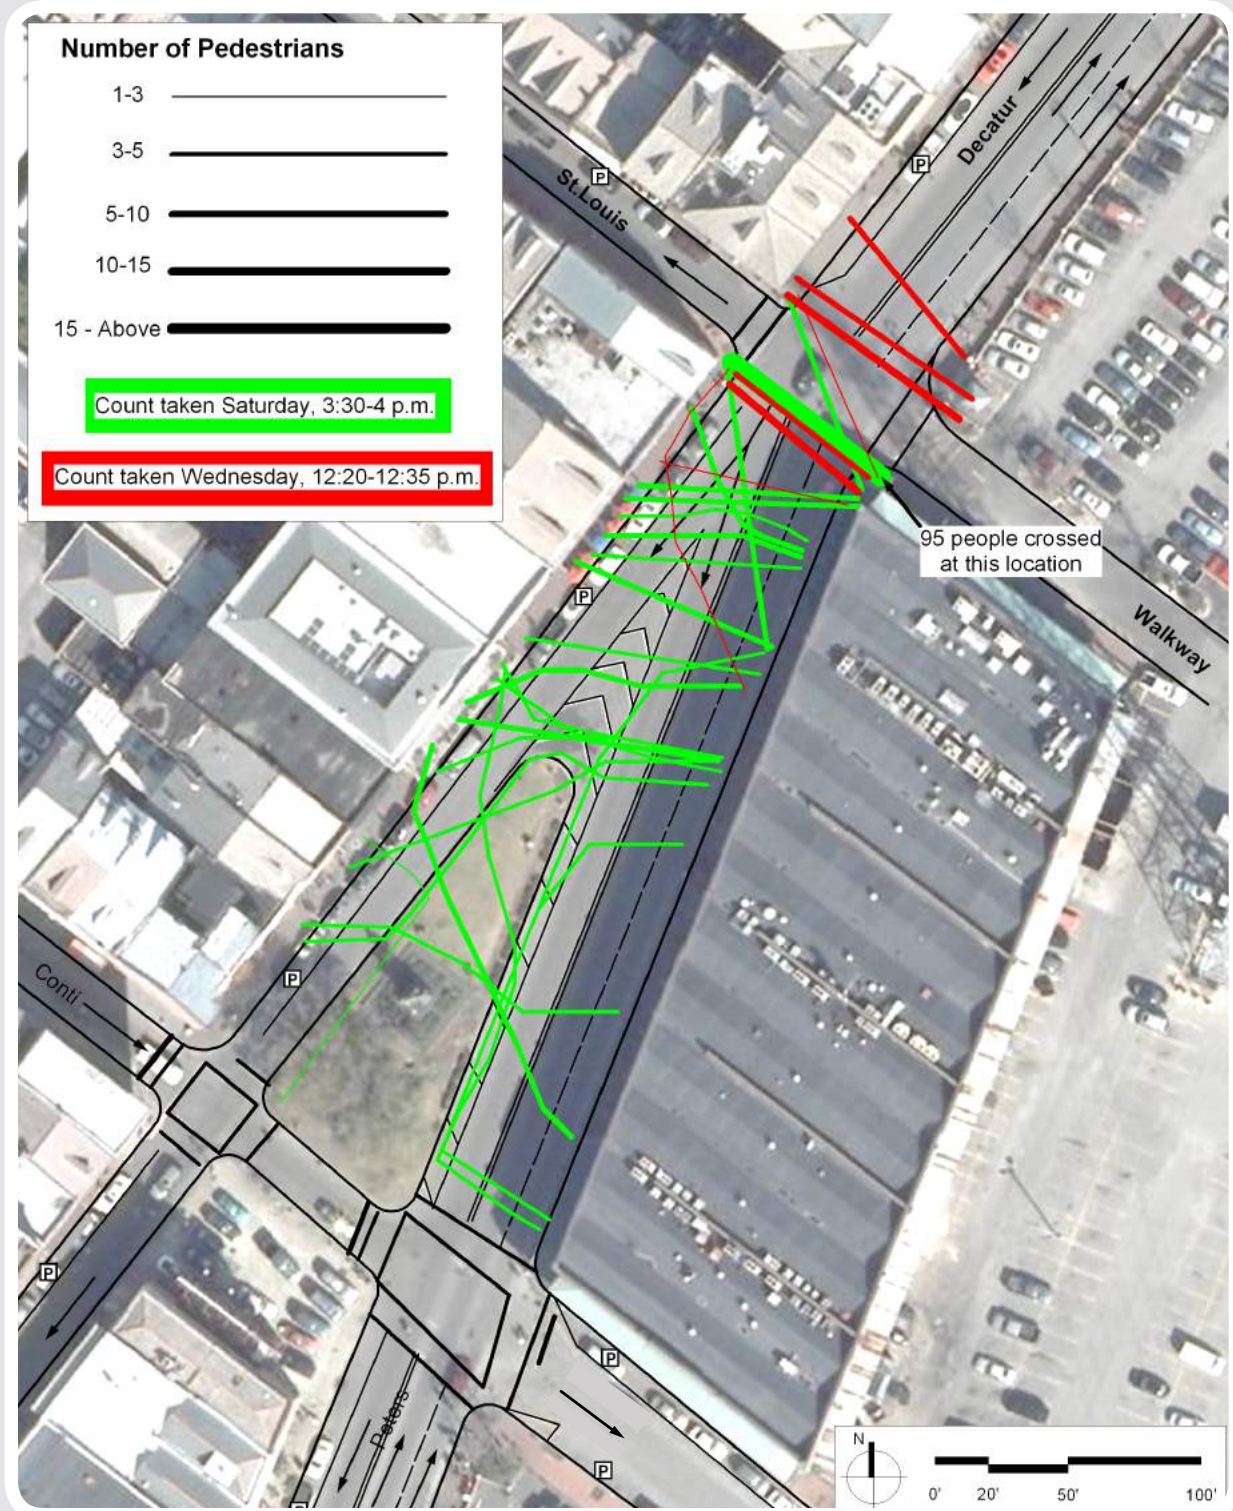 Number of Pedestrians
1-3
3-5
5-10
10-15
15 - Above
Count taken Saturday, 3:30-4 p.m.
Count taken Wednesday, 12:20-12:35 p.m.
P
St.Louis
P
Decatur
95 people crossed
at this location
P
Walkway
Conti
P
P
Peters
P
P
P
N
0' 20' 50' 100'